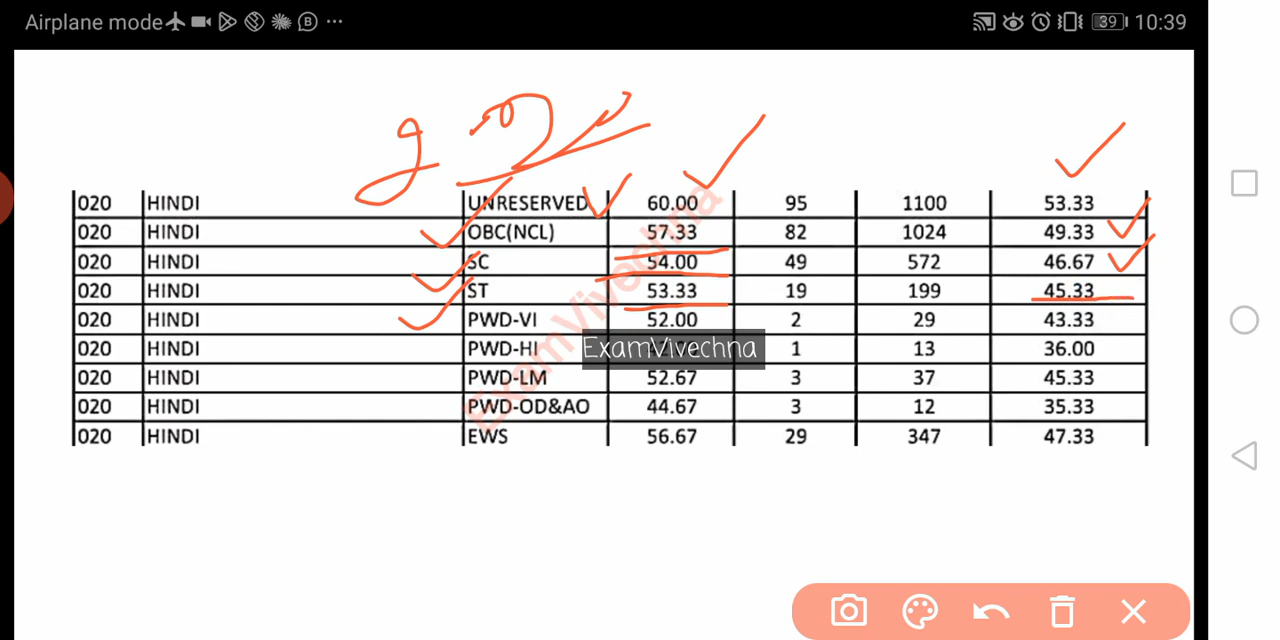 Airplane mode 39 10:39
020 HINDI UNRESERVED 60.00 95 1100 53.33
020 HINDI OBC(NCL) 57.33 82 1024 49.33
020 HINDI SC 54.00 49 572 46.67
020 HINDI ST 53.33 19 199 45.33
020 HINDI PWD-VI 52.00 2 29 43.33
020 HINDI PWD-HI 1 13 36.00
020 HINDI PWD-LM 52.67 3 37 45.33
020 HINDI PWD-OD&AO 44.67 3 12 35.33
020 HINDI EWS 56.67 29 347 47.33
ExamVivechna
ExamVivechna